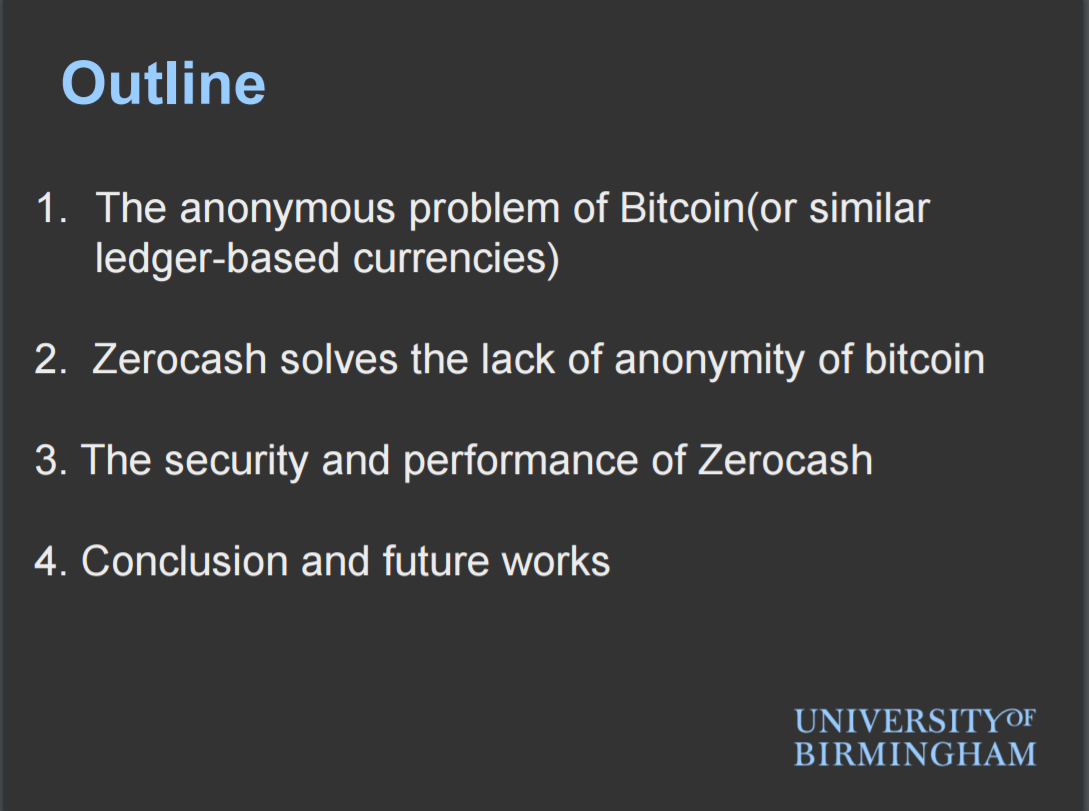 Outline
1. The anonymous problem of Bitcoin(or similar
ledger-based currencies)
2. Zerocash solves the lack of anonymity of bitcoin
3. The security and performance of Zerocash
4. Conclusion and future works
UNIVERSITY OF
BIRMINGHAM